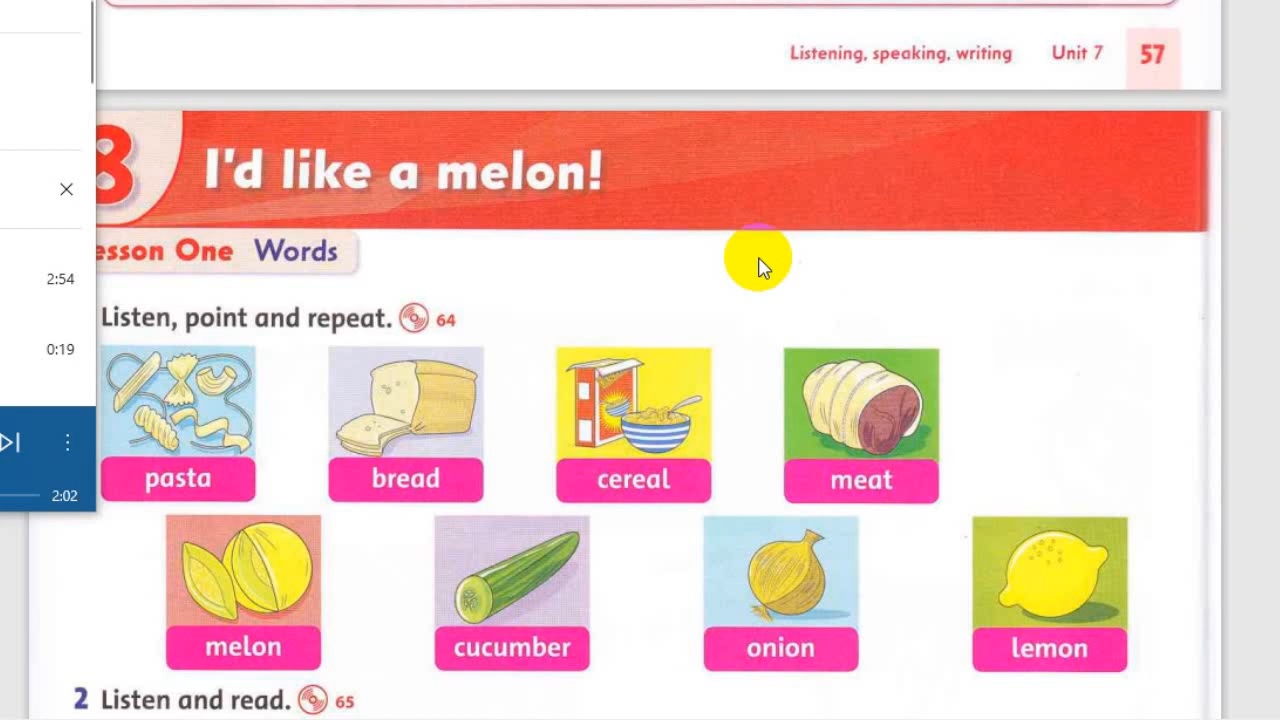 Listening, speaking, writing Unit 7 57
8 I'd like a melon!
esson One Words
Listen, point and repeat. 64
pasta bread cereal meat
melon cucumber onion lemon
2 Listen and read. 65
2:54
0:19
2:02